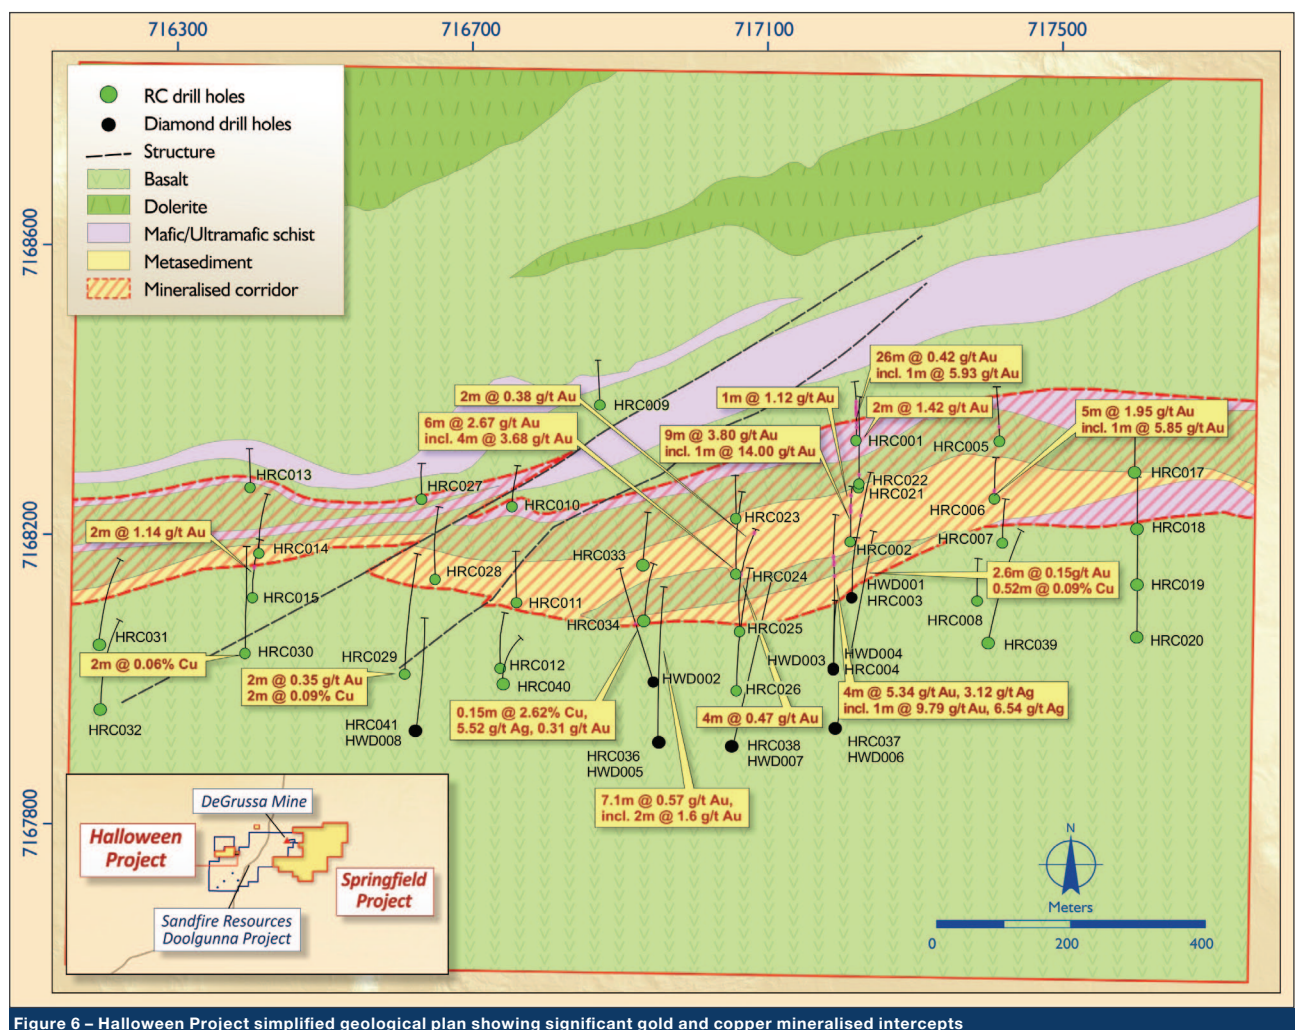 716300
716700
717100
717500
7168600
7168200
7167800
RC drill holes
Diamond drill holes
Structure
Basalt
Dolerite
Mafic/Ultramafic schist
Metasediment
Mineralised corridor
26m @ 0.42 g/t Au
incl. 1m @ 5.93 g/t Au
2m @ 0.38 g/t Au
HRC009
1m @ 1.12 g/t Au
2m @ 1.42 g/t Au
5m @ 1.95 g/t Au
incl. 1m @ 5.85 g/t Au
6m @ 2.67 g/t Au
incl. 4m @ 3.68 g/t Au
9m @ 3.80 g/t Au
incl. 1m @ 14.00 g/t Au
HRC001
HRC005
HRC013
HRC027
HRC010
HRC022
HRC021
HRC017
HRC006
HRC023
HRC018
2m @ 1.14 g/t Au
HRC014
HRC033
HRC002
HRC007
HRC028
HRC024
HWD001
HRC003
2.6m @ 0.15g/t Au
0.52m @ 0.09% Cu
HRC019
HRC015
HRC011
HRC034
HRC025
HRC008
HRC031
HRC030
HRC029
HRC012
HRC040
HWD002
HWD003
HWD004
HRC004
HRC039
HRC020
2m @ 0.06% Cu
2m @ 0.35 g/t Au
2m @ 0.09% Cu
HRC026
4m @ 5.34 g/t Au, 3.12 g/t Ag
incl. 1m @ 9.79 g/t Au, 6.54 g/t Ag
HRC032
HRC041
HWD008
0.15m @ 2.62% Cu,
5.52 g/t Ag, 0.31 g/t Au
4m @ 0.47 g/t Au
HRC036
HWD005
HRC038
HWD007
HRC037
HWD006
7.1m @ 0.57 g/t Au,
incl. 2m @ 1.6 g/t Au
DeGrussa Mine
Halloween
Project
Springfield
Project
Sandfire Resources
Doolgunna Project
N
Meters
0
200
400
Figure 6 – Halloween Project simplified geological plan showing significant gold and copper mineralised intercepts